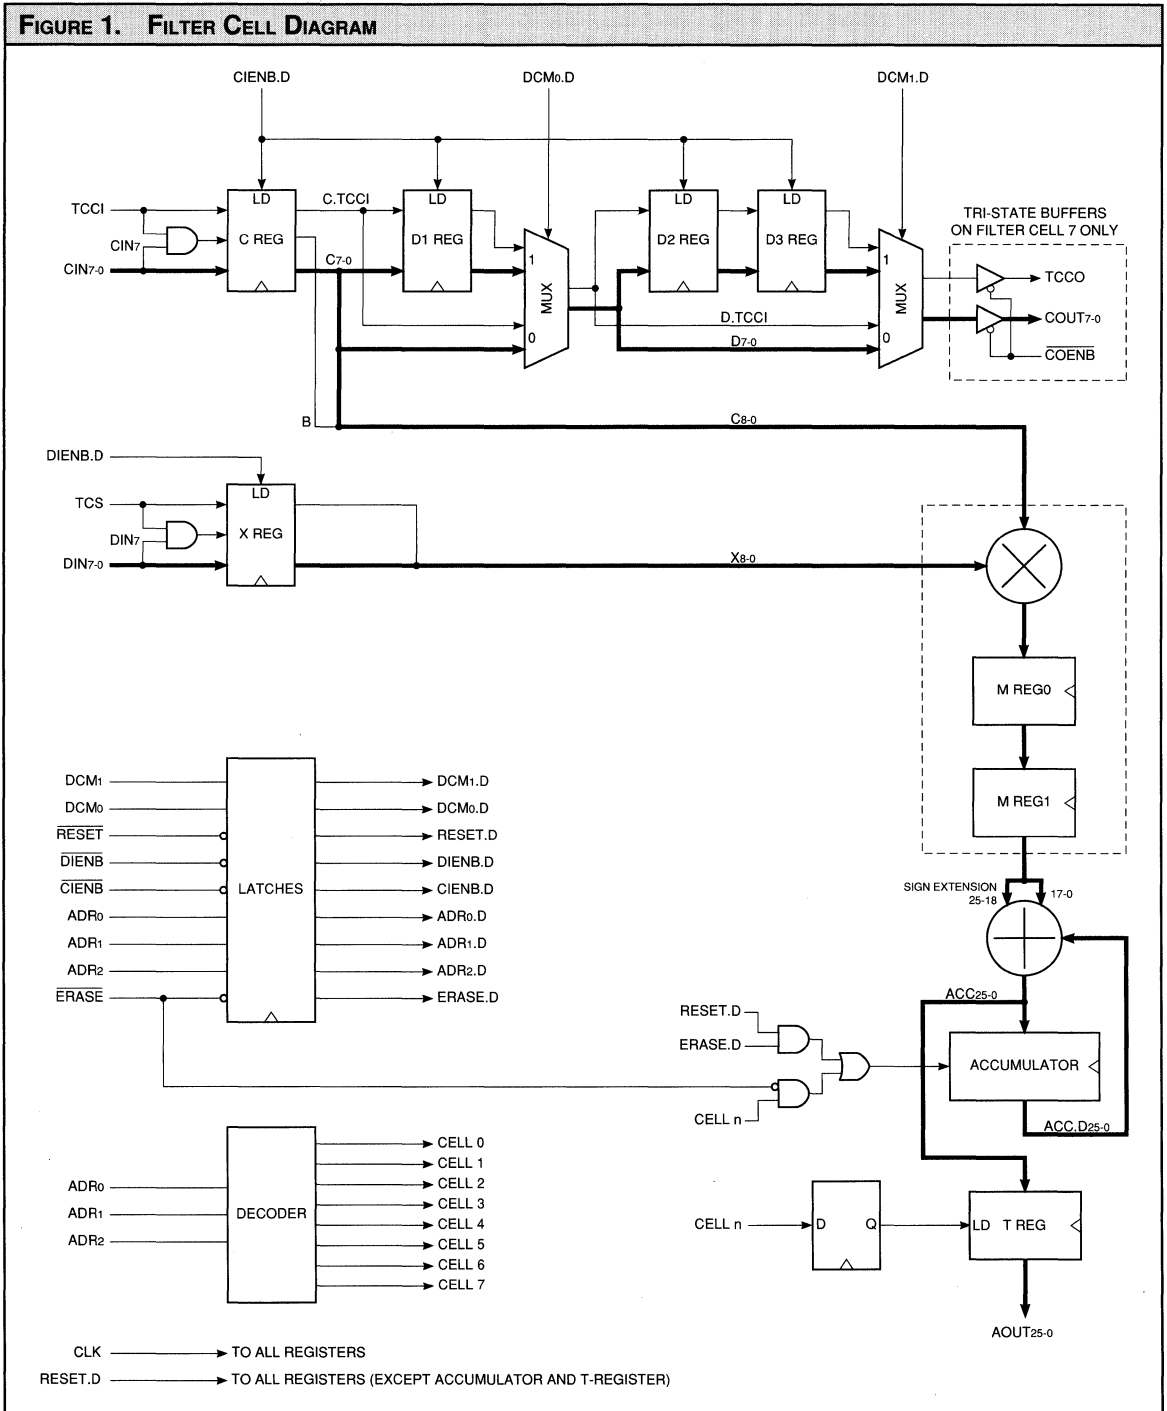 FIGURE 1. FILTER CELL DIAGRAM
CIENB.D
DCM0.D
DCM1.D
TCCI
CIN7
CIN7-0
LD
C REG
C.TCCI
C7-0
LD
D1 REG
1
MUX
0
LD
D2 REG
LD
D3 REG
D.TCCI
D7-0
1
MUX
0
TRI-STATE BUFFERS
ON FILTER CELL 7 ONLY
TCCO
COUT7-0
COENB
B
C8-0
DIENB.D
TCS
DIN7
DIN7-0
LD
X REG
X8-0
M REG0
M REG1
SIGN EXTENSION
25-18
17-0
DCM1
DCM0
RESET
DIENB
CIENB
ADR0
ADR1
ADR2
ERASE
LATCHES
DCM1.D
DCM0.D
RESET.D
DIENB.D
CIENB.D
ADR0.D
ADR1.D
ADR2.D
ERASE.D
ACC25-0
RESET.D
ERASE.D
CELL n
ACCUMULATOR
ACC.D25-0
ADR0
ADR1
ADR2
DECODER
CELL 0
CELL 1
CELL 2
CELL 3
CELL 4
CELL 5
CELL 6
CELL 7
CELL n
D Q
LD T REG
AOUT25-0
CLK TO ALL REGISTERS
RESET.D TO ALL REGISTERS (EXCEPT ACCUMULATOR AND T-REGISTER)